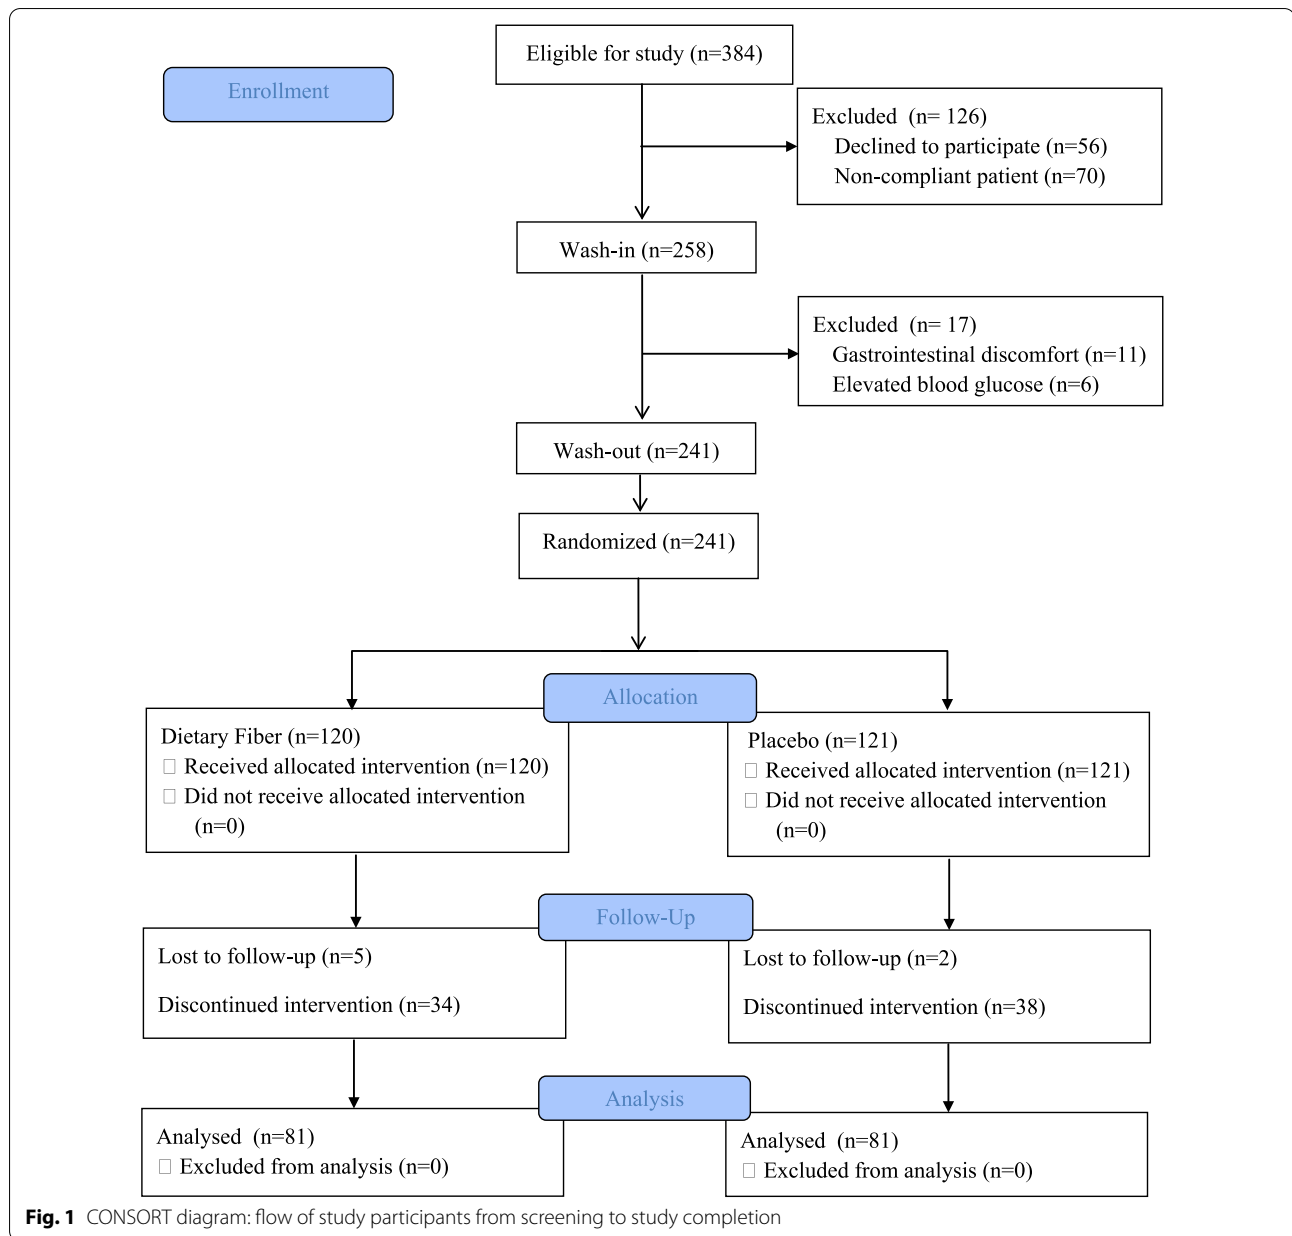 Eligible for study (n=384)
Enrollment
Excluded (n= 126)
Declined to participate (n=56)
Non-compliant patient (n=70)
Wash-in (n=258)
Excluded (n= 17)
Gastrointestinal discomfort (n=11)
Elevated blood glucose (n=6)
Wash-out (n=241)
Randomized (n=241)
Allocation
Dietary Fiber (n=120)
□ Received allocated intervention (n=120)
□ Did not receive allocated intervention
(n=0)
Placebo (n=121)
□ Received allocated intervention (n=121)
□ Did not receive allocated intervention
(n=0)
Follow-Up
Lost to follow-up (n=5)
Discontinued intervention (n=34)
Lost to follow-up (n=2)
Discontinued intervention (n=38)
Analysis
Analysed (n=81)
□ Excluded from analysis (n=0)
Analysed (n=81)
□ Excluded from analysis (n=0)
Fig. 1 CONSORT diagram: flow of study participants from screening to study completion